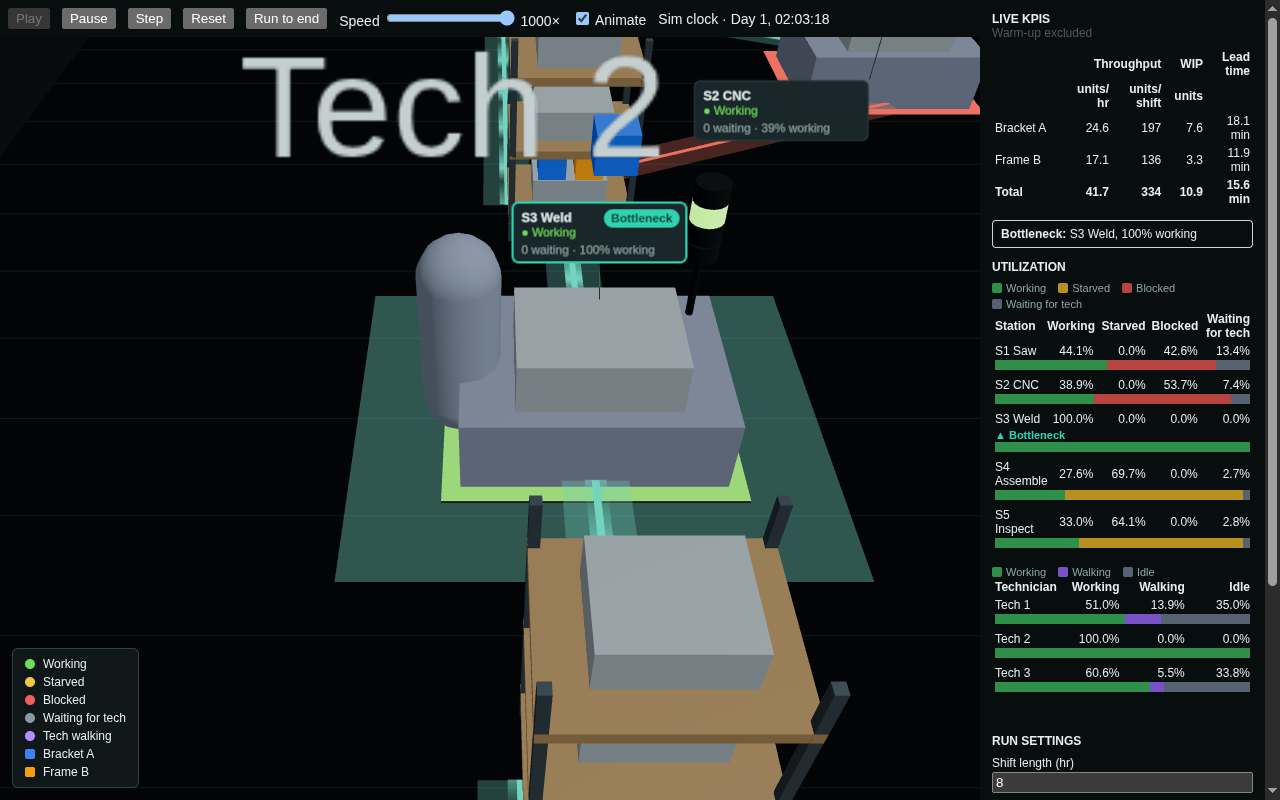 Play Pause Step Reset Run to end Speed 1000× Animate Sim clock · Day 1, 02:03:18
Tech 2
S2 CNC
Working
0 waiting · 39% working
S3 Weld Bottleneck
Working
0 waiting · 100% working
Working
Starved
Blocked
Waiting for tech
Tech walking
Bracket A
Frame B
LIVE KPIS
Warm-up excluded
Throughput WIP Lead time
units/hr units/shift units
Bracket A 24.6 197 7.6 18.1 min
Frame B 17.1 136 3.3 11.9 min
Total 41.7 334 10.9 15.6 min
Bottleneck: S3 Weld, 100% working
UTILIZATION
Working Starved Blocked
Waiting for tech
Station Working Starved Blocked Waiting for tech
S1 Saw 44.1% 0.0% 42.6% 13.4%
S2 CNC 38.9% 0.0% 53.7% 7.4%
S3 Weld 100.0% 0.0% 0.0% 0.0%
▲ Bottleneck
S4 Assemble 27.6% 69.7% 0.0% 2.7%
S5 Inspect 33.0% 64.1% 0.0% 2.8%
Working Walking Idle
Technician Working Walking Idle
Tech 1 51.0% 13.9% 35.0%
Tech 2 100.0% 0.0% 0.0%
Tech 3 60.6% 5.5% 33.8%
RUN SETTINGS
Shift length (hr)
8